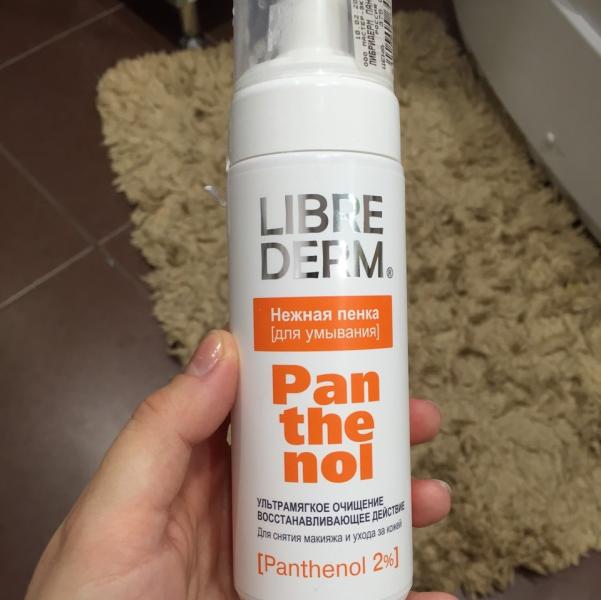 LIBRE
DERM®
Нежная пенка
[для умывания]
Pan
the
nol
УЛЬТРАМЯГКОЕ ОЧИЩЕНИЕ
ВОССТАНАВЛИВАЮЩЕЕ ДЕЙСТВИЕ
Для снятия макияжа и ухода за кожей
[Panthenol 2%]